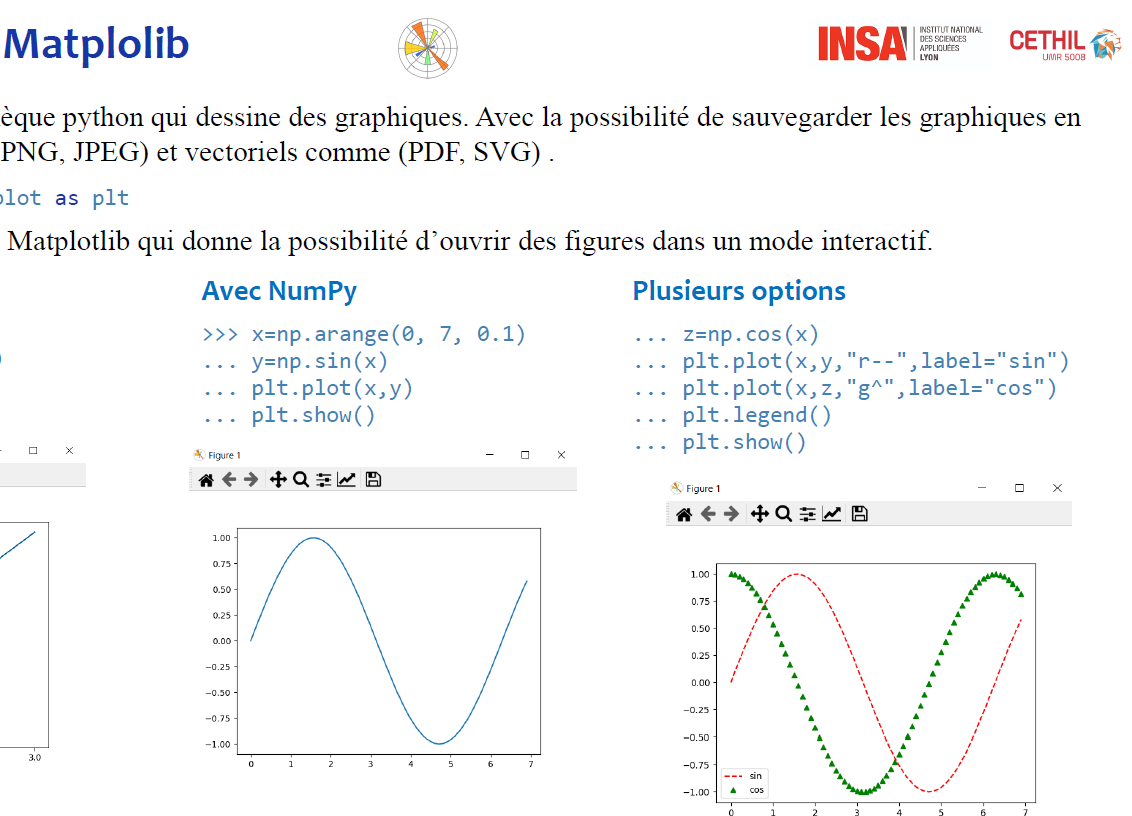 Matplolib
INSA
INSTITUT NATIONAL
DES SCIENCES
APPLIQUÉES
LYON
CETHIL
UMR 5008
èque python qui dessine des graphiques. Avec la possibilité de sauvegarder les graphiques en
PNG, JPEG) et vectoriels comme (PDF, SVG) .
plot as plt
Matplotlib qui donne la possibilité d’ouvrir des figures dans un mode interactif.
Avec NumPy
>>> x=np.arange(0, 7, 0.1)
... y=np.sin(x)
... plt.plot(x,y)
... plt.show()
Plusieurs options
... z=np.cos(x)
... plt.plot(x,y,"r--",label="sin")
... plt.plot(x,z,"g^",label="cos")
... plt.legend()
... plt.show()
)
3.0
Figure 1
1.00
0.75
0.50
0.25
0.00
−0.25
−0.50
−0.75
−1.00
0 1 2 3 4 5 6 7
Figure 1
1.00
0.75
0.50
0.25
0.00
−0.25
−0.50
−0.75
−1.00
sin
cos
0 1 2 3 4 5 6 7